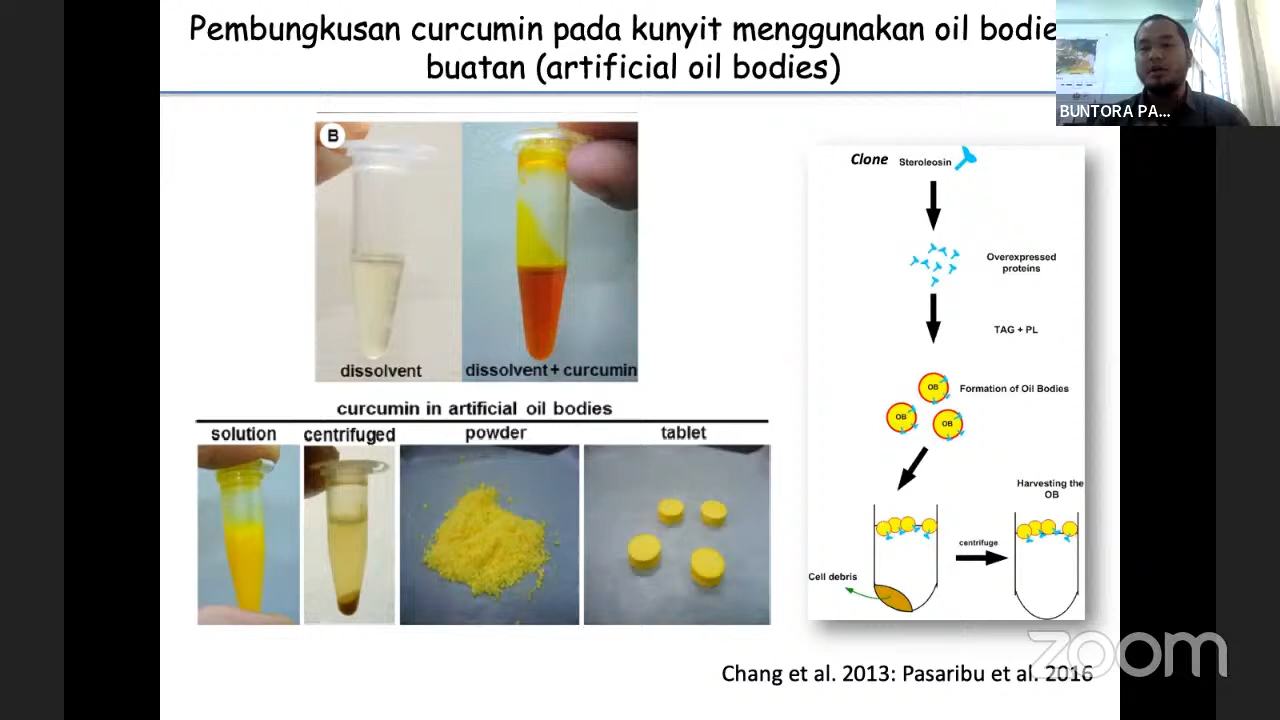 Pembungkusan curcumin pada kunyit menggunakan oil bodie
buatan (artificial oil bodies)
BUNTORA PA...
B
dissolvent
dissolvent + curcumin
curcumin in artificial oil bodies
solution
centrifuged
powder
tablet
Clone Steroleosin
Overexpressed
proteins
TAG + PL
Formation of Oil Bodies
OB
OB
OB
Harvesting the
OB
centrifuge
Cell debris
zoom
Chang et al. 2013: Pasaribu et al. 2016